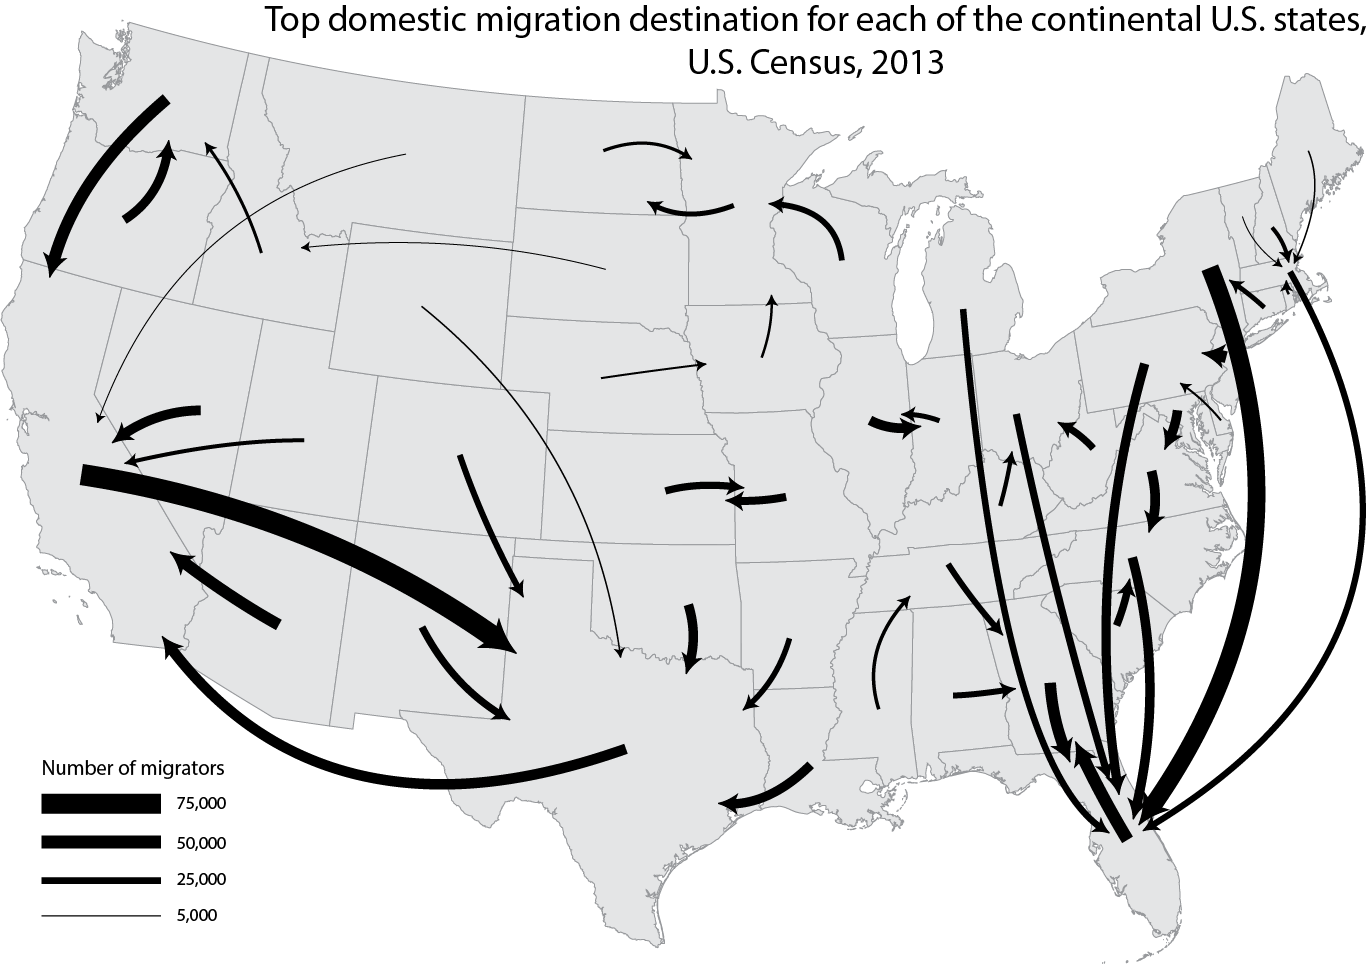 Top domestic migration destination for each of the continental U.S. states,
U.S. Census, 2013
Number of migrators
75,000
50,000
25,000
5,000